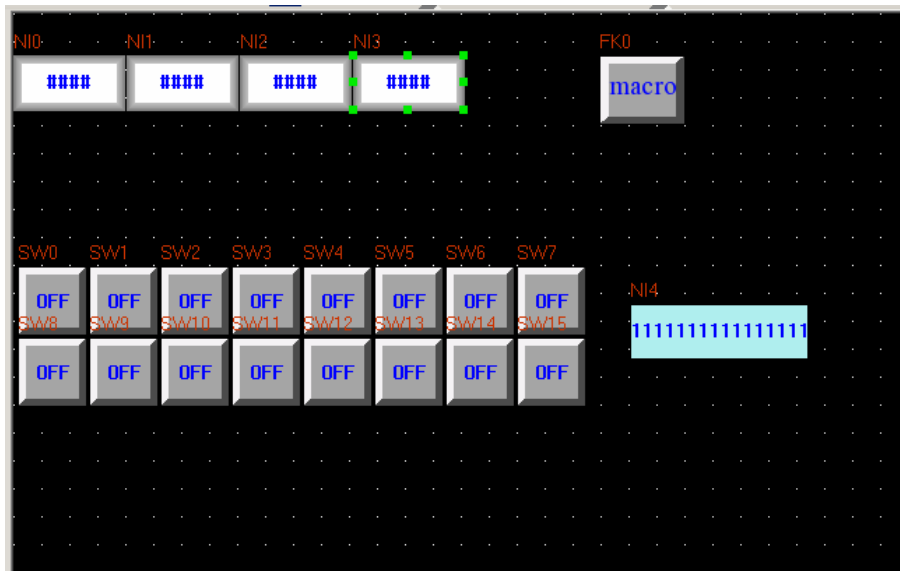 NI0 NI1 NI2 NI3 FK0
#### #### #### #### macro
SW0 SW1 SW2 SW3 SW4 SW5 SW6 SW7
OFF OFF OFF OFF OFF OFF OFF OFF
NI4
SW8 SW9 SW10 SW11 SW12 SW13 SW14 SW15
1111111111111111
OFF OFF OFF OFF OFF OFF OFF OFF